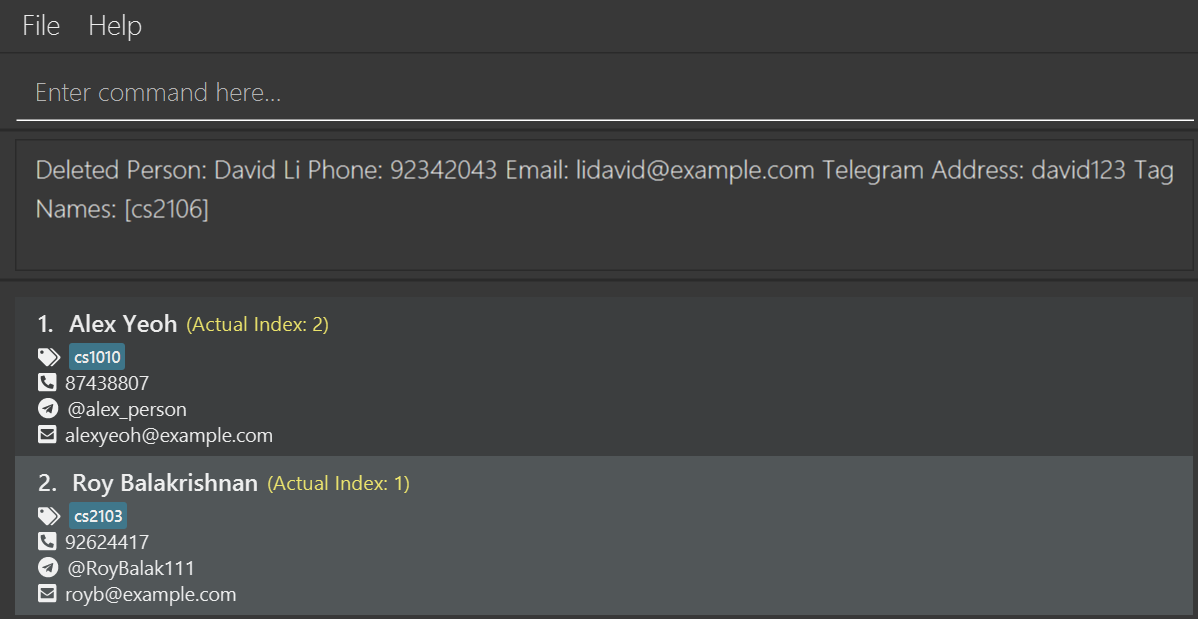 File Help
Enter command here...
Deleted Person: David Li Phone: 92342043 Email: lidavid@example.com Telegram Address: david123 Tag
Names: [cs2106]
1. Alex Yeoh (Actual Index: 2)
cs1010
87438807
@alex_person
alexyeoh@example.com
2. Roy Balakrishnan (Actual Index: 1)
cs2103
92624417
@RoyBalak111
royb@example.com